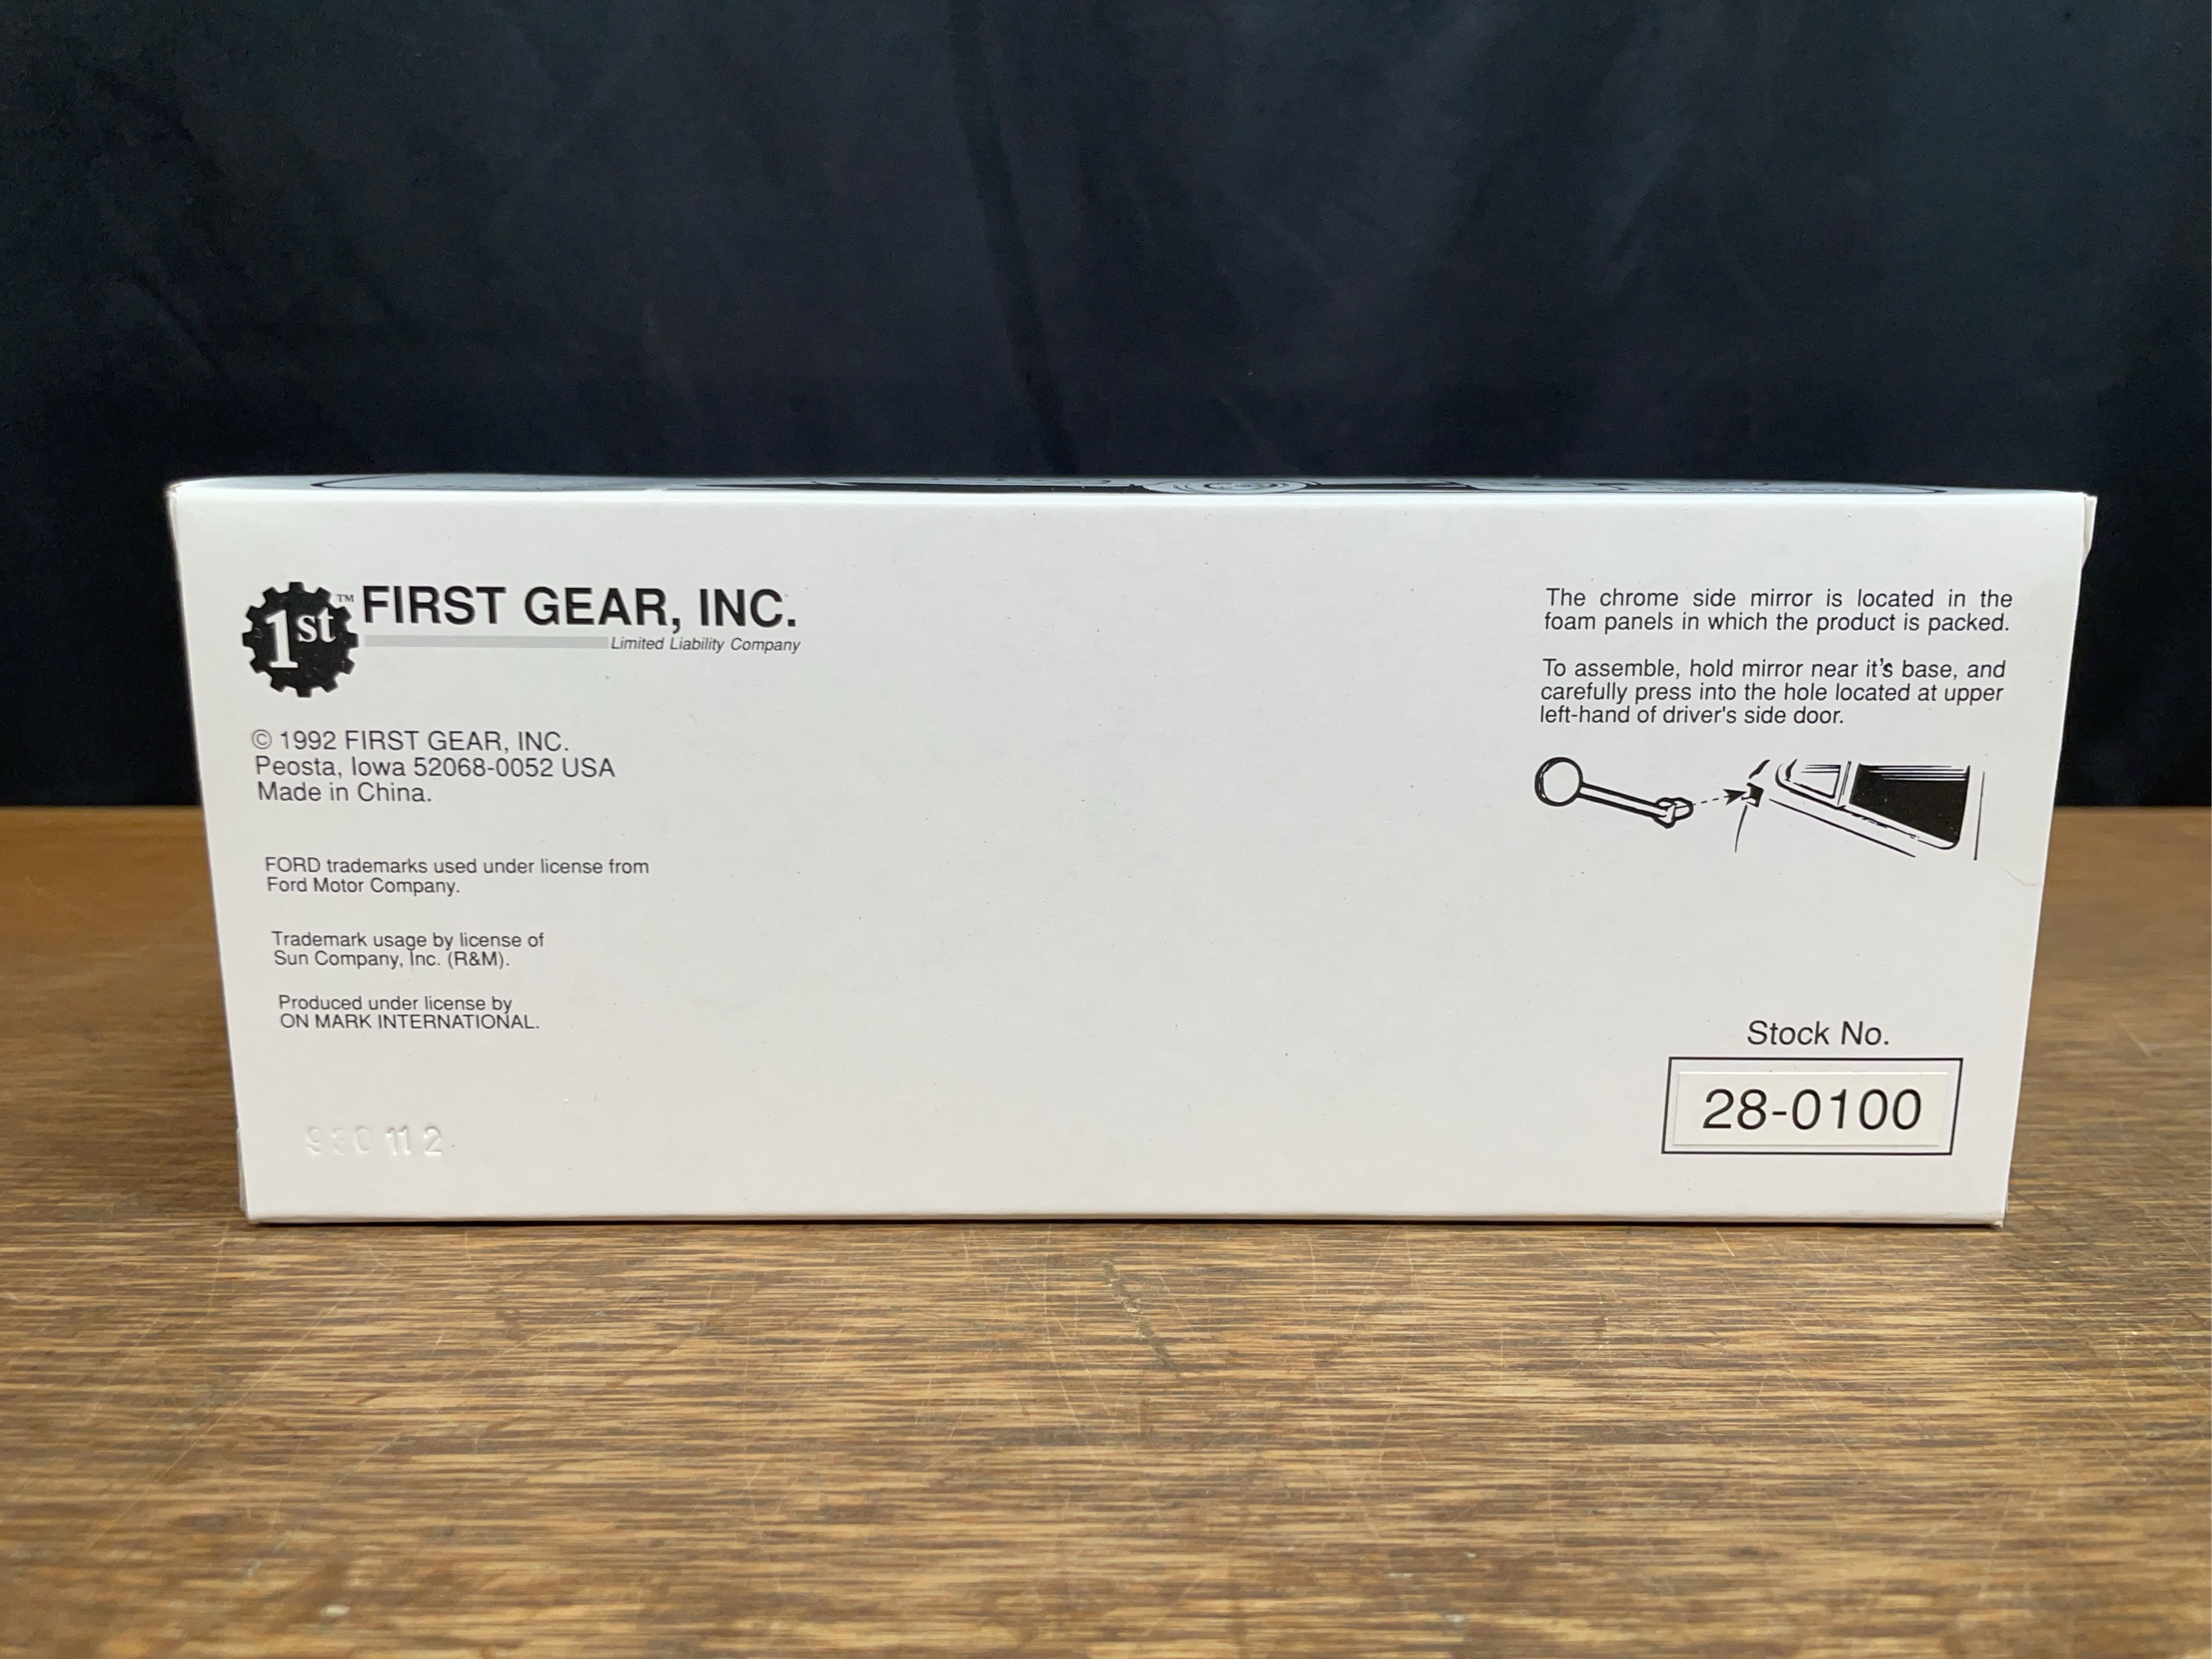 1st™ FIRST GEAR, INC.
Limited Liability Company
© 1992 FIRST GEAR, INC.
Peosta, Iowa 52068-0052 USA
Made in China.
FORD trademarks used under license from
Ford Motor Company.
Trademark usage by license of
Sun Company, Inc. (R&M).
Produced under license by
ON MARK INTERNATIONAL.
930112
The chrome side mirror is located in the
foam panels in which the product is packed.
To assemble, hold mirror near it's base, and
carefully press into the hole located at upper
left-hand of driver's side door.
Stock No.
28-0100